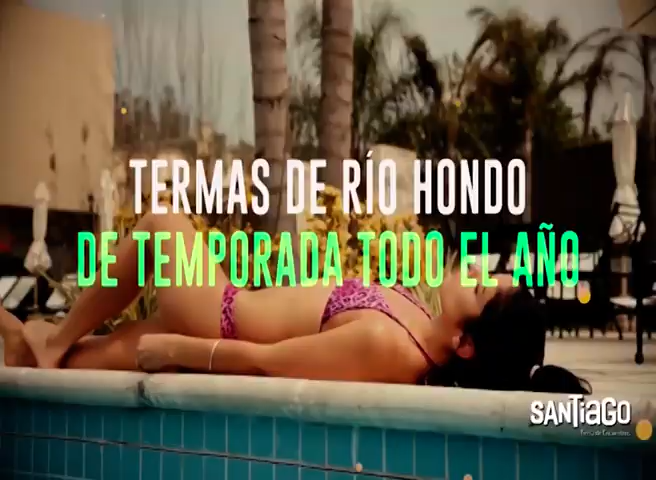 TERMAS DE RÍO HONDO
DE TEMPORADA TODO EL AÑO
SANTIAGO